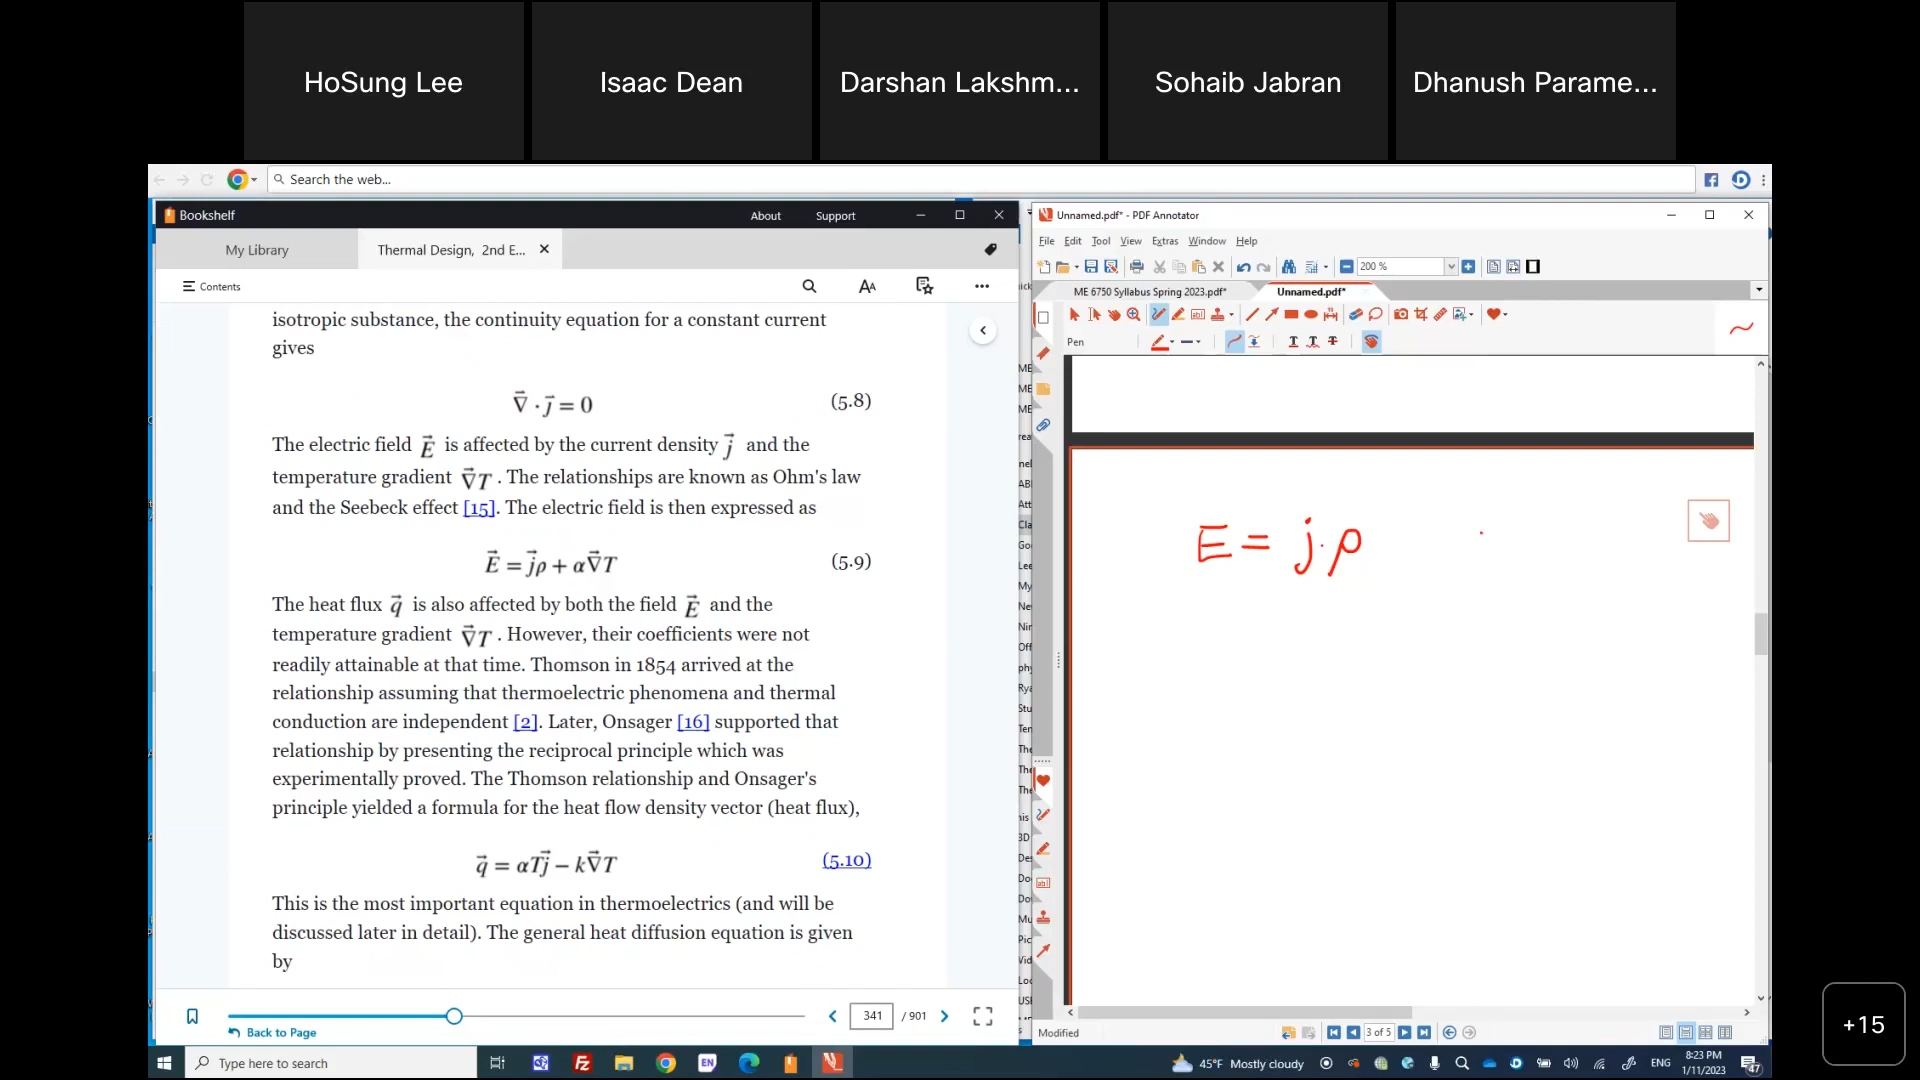 HoSung Lee
Isaac Dean
Darshan Lakshm...
Sohaib Jabran
Dhanush Parame...
Search the web...
Bookshelf
About Support
My Library
Thermal Design, 2nd E...
Contents
isotropic substance, the continuity equation for a constant current
gives
∇⃗ · j⃗ = 0 (5.8)
The electric field E⃗ is affected by the current density j⃗ and the
temperature gradient ∇⃗T . The relationships are known as Ohm's law
and the Seebeck effect [15]. The electric field is then expressed as
E⃗ = j⃗ρ + α∇⃗T (5.9)
The heat flux q⃗ is also affected by both the field E⃗ and the
temperature gradient ∇⃗T . However, their coefficients were not
readily attainable at that time. Thomson in 1854 arrived at the
relationship assuming that thermoelectric phenomena and thermal
conduction are independent [2]. Later, Onsager [16] supported that
relationship by presenting the reciprocal principle which was
experimentally proved. The Thomson relationship and Onsager's
principle yielded a formula for the heat flow density vector (heat flux),
q⃗ = αTj⃗ − k∇⃗T (5.10)
This is the most important equation in thermoelectrics (and will be
discussed later in detail). The general heat diffusion equation is given
by
341 / 901
Back to Page
Unnamed.pdf* - PDF Annotator
File Edit Tool View Extras Window Help
200 %
ME 6750 Syllabus Spring 2023.pdf*
Unnamed.pdf*
Pen
E = j · ρ
Modified
3 of 5
+15
Type here to search
45°F Mostly cloudy
ENG
8:23 PM
1/11/2023
47